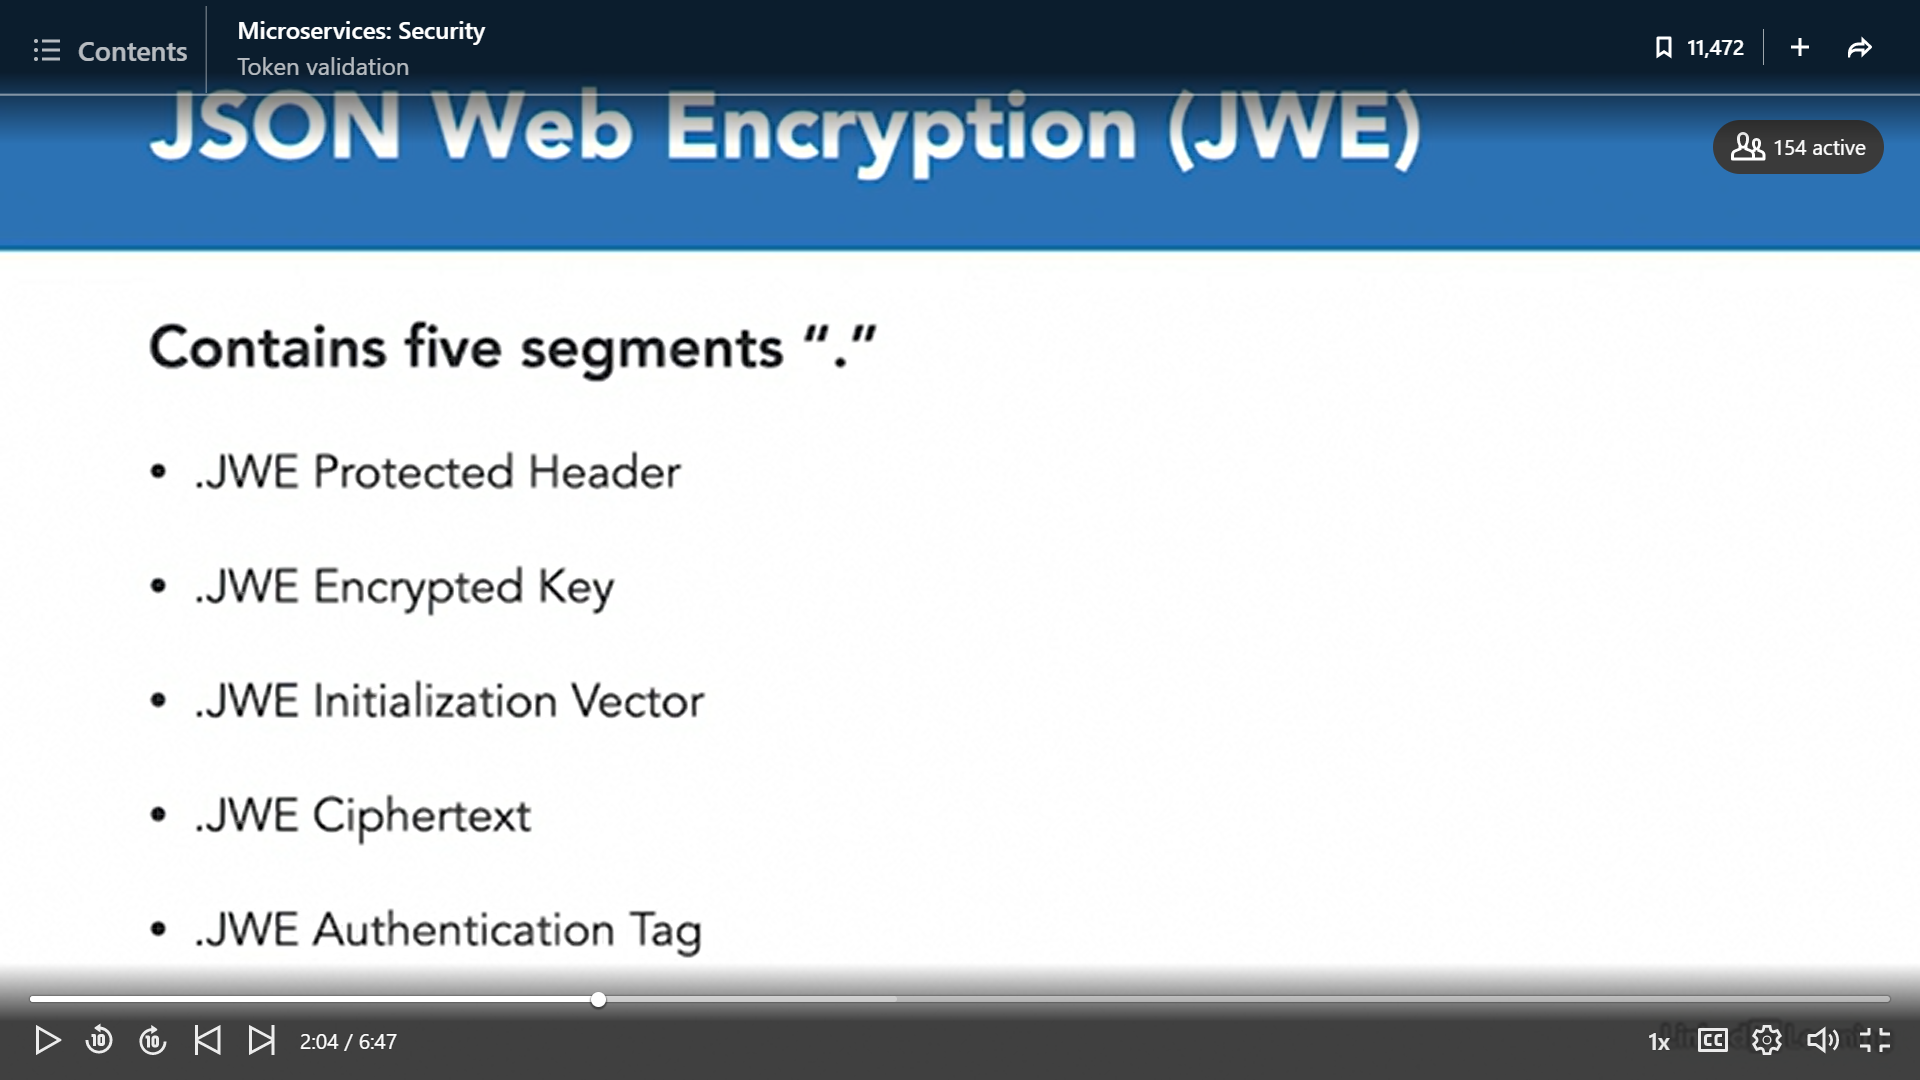 Contents
Microservices: Security
Token validation
11,472
JSON Web Encryption (JWE)
154 active
Contains five segments “.”
• .JWE Protected Header
• .JWE Encrypted Key
• .JWE Initialization Vector
• .JWE Ciphertext
• .JWE Authentication Tag
10
10
2:04 / 6:47
1x
CC